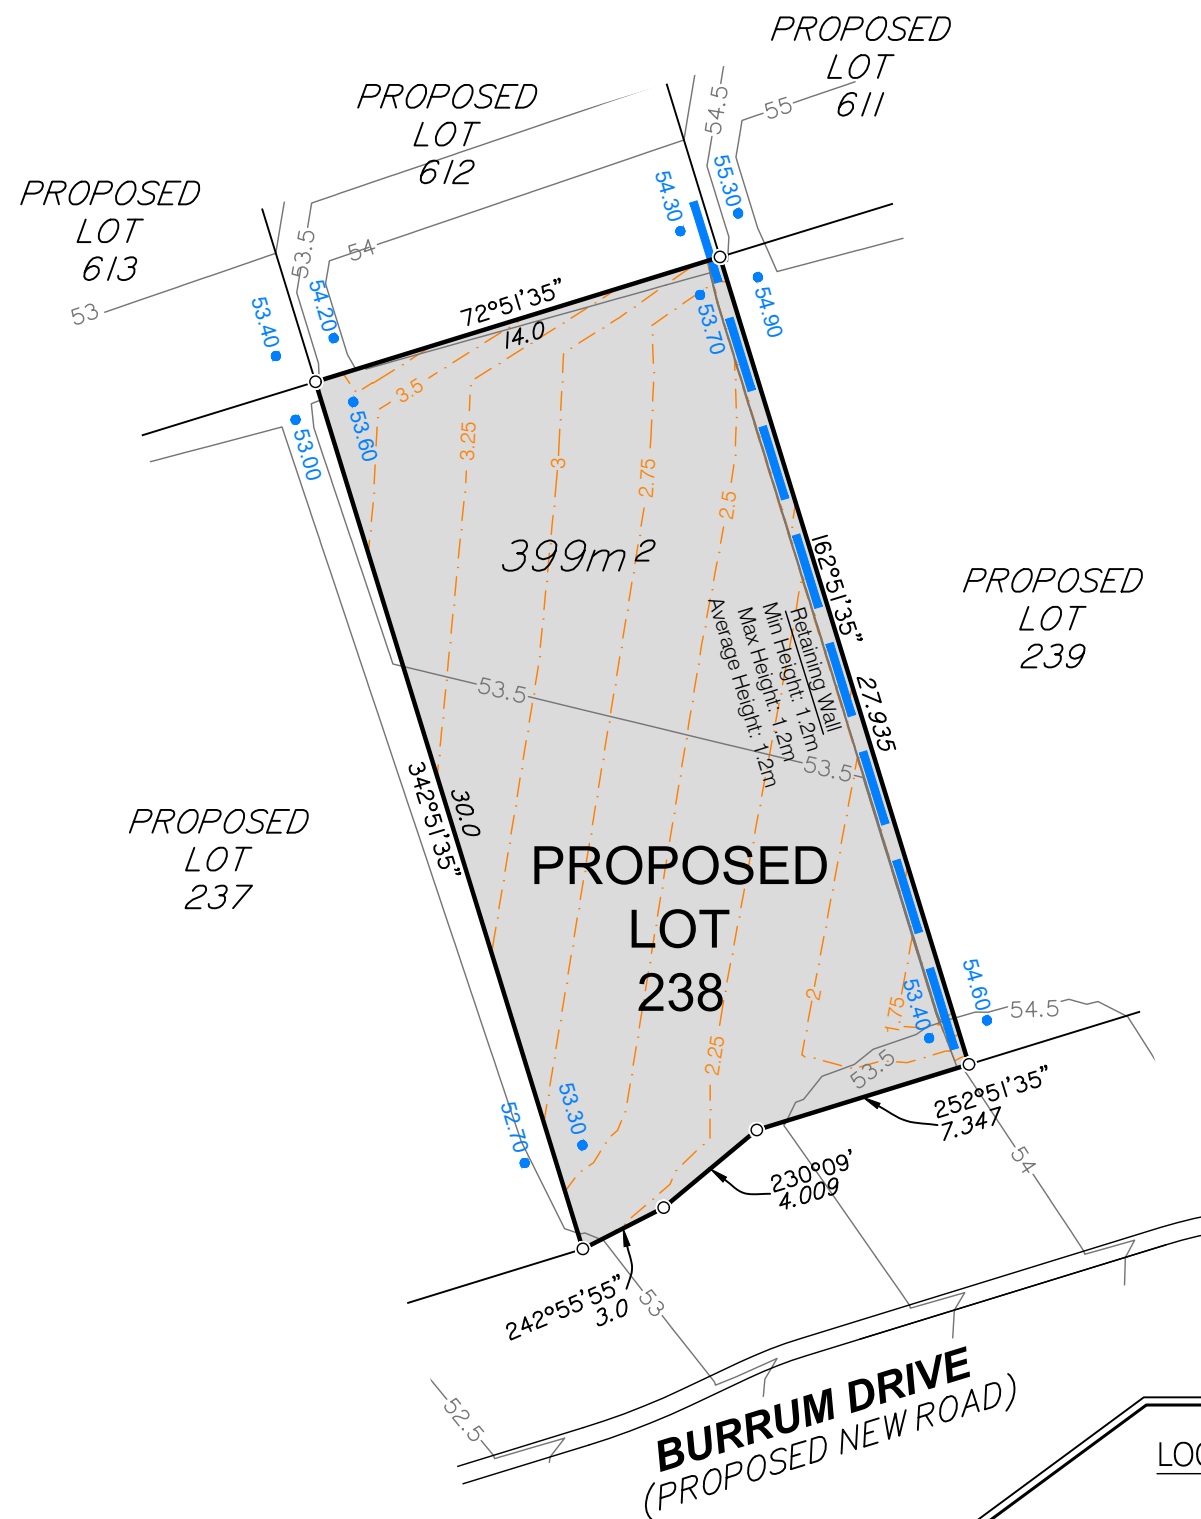 PROPOSED
LOT
611
PROPOSED
LOT
612
PROPOSED
LOT
613
54.5
55
55.30
54.30
53.5
54
53
54.20
53.40
72°51'35"
14.0
54.90
53.70
3.5
53.60
53.00
3.25
3
2.75
2.5
399m²
162°51'35"
27.935
Retaining Wall
Min Height: 1.2m
Max Height: 1.2m
Average Height: 1.2m
PROPOSED
LOT
239
53.5
53.5
342°51'35"
30.0
PROPOSED
LOT
237
PROPOSED
LOT
238
2
1.75
2.25
53.40
54.60
54.5
53.5
53.30
52.70
252°51'35"
7.347
230°09'
4.009
54
242°55'55"
3.0
53
52.5
BURRUM DRIVE
(PROPOSED NEW ROAD)